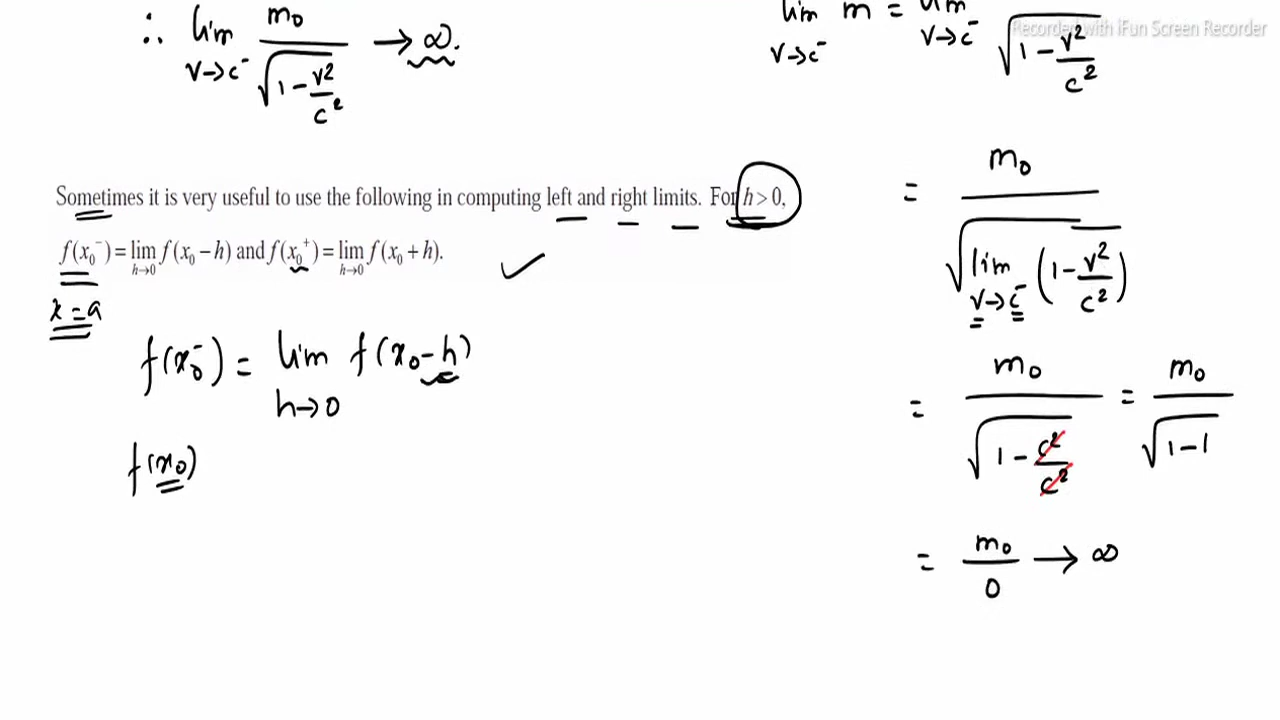 ∴ lim m₀ → ∞.
v→c⁻ √1 − v²/c²
lim m = lim
v→c⁻ v→c⁻ √1 − v²/c²
Recorded with iFun Screen Recorder
= m₀
√lim (1 − v²/c²)
v→c⁻
= m₀ / √1 − c²/c² = m₀ / √1−1
= m₀/0 → ∞
Sometimes it is very useful to use the following in computing left and right limits. For h > 0,
f(x₀⁻) = lim f(x₀ − h) and f(x₀⁺) = lim f(x₀ + h).
h→0 h→0
x = a
f(x₀⁻) = lim f(x₀ − h)
h→0
f(x₀)